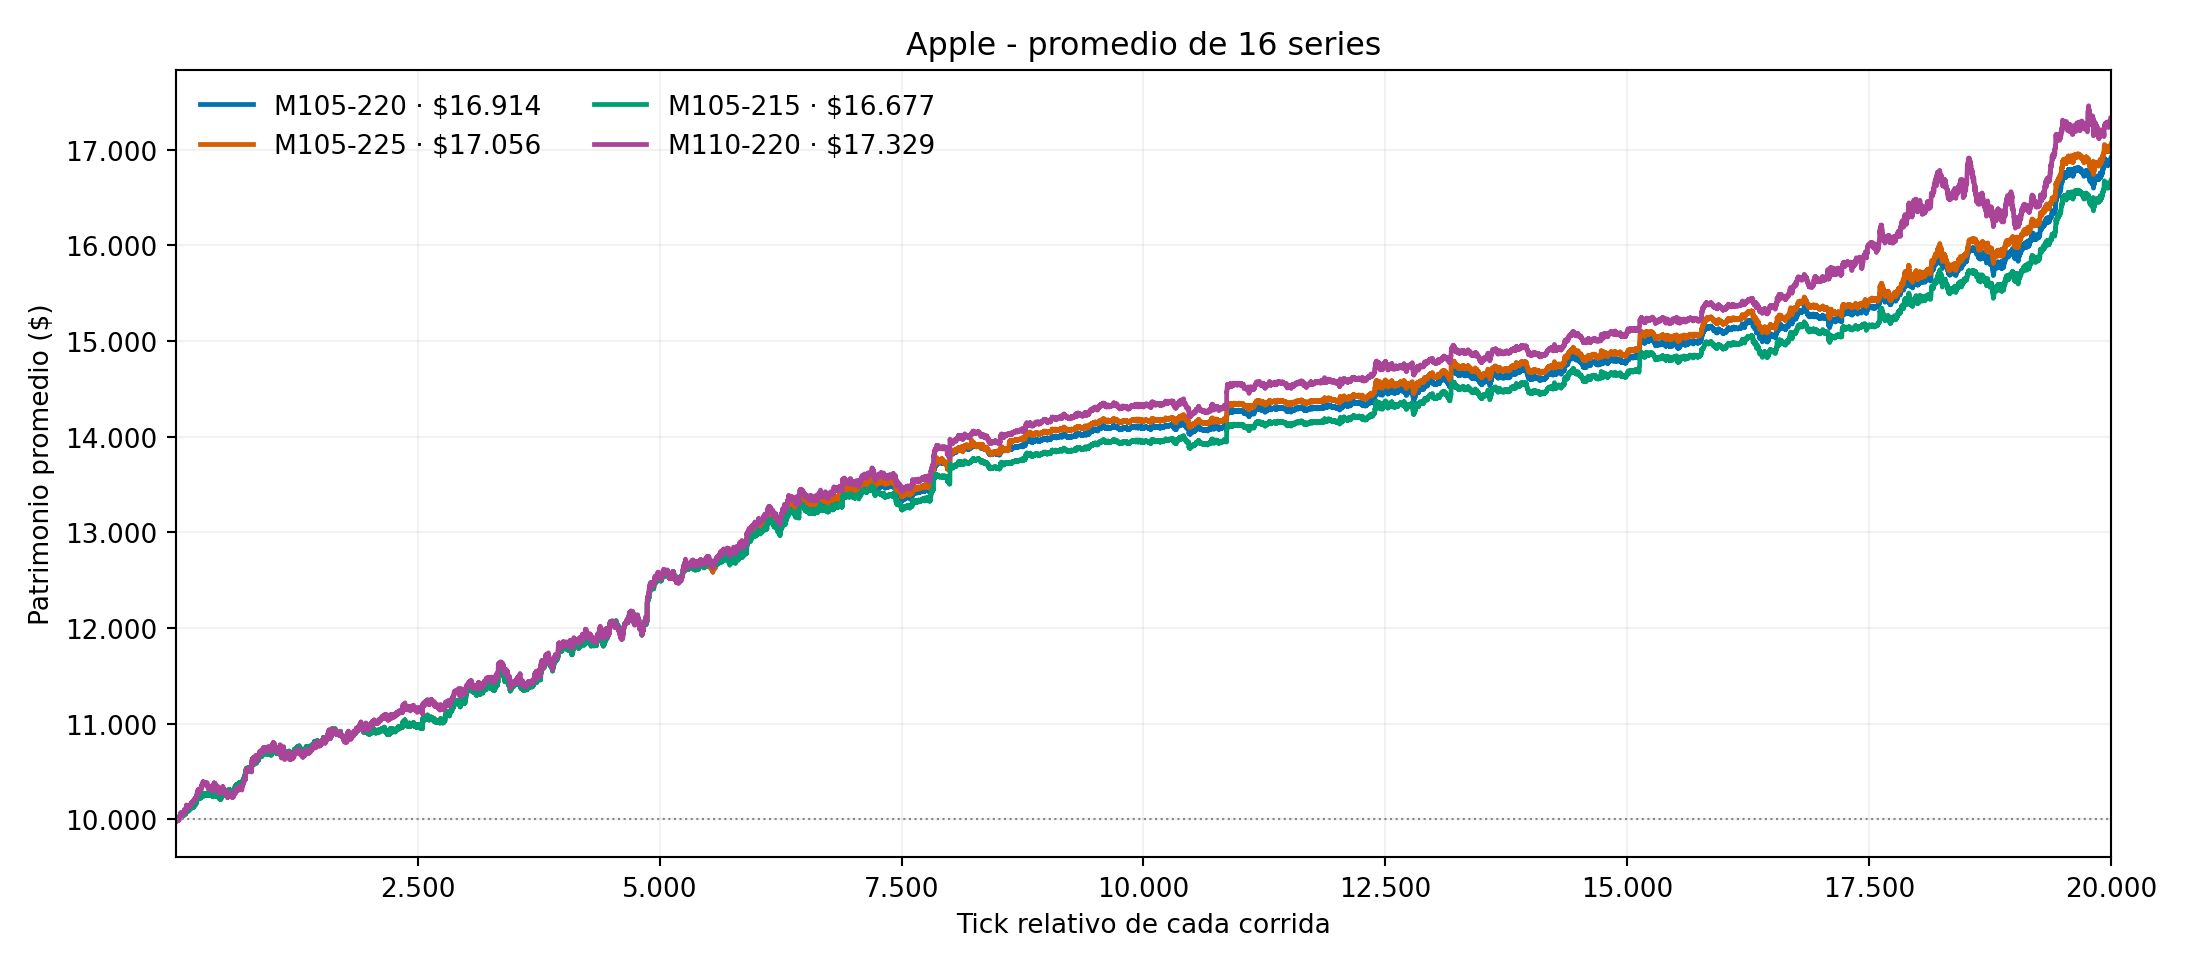 Apple - promedio de 16 series
M105-220 · $16.914
M105-225 · $17.056
M105-215 · $16.677
M110-220 · $17.329
Patrimonio promedio ($)
17.000
16.000
15.000
14.000
13.000
12.000
11.000
10.000
2.500 5.000 7.500 10.000 12.500 15.000 17.500 20.000
Tick relativo de cada corrida